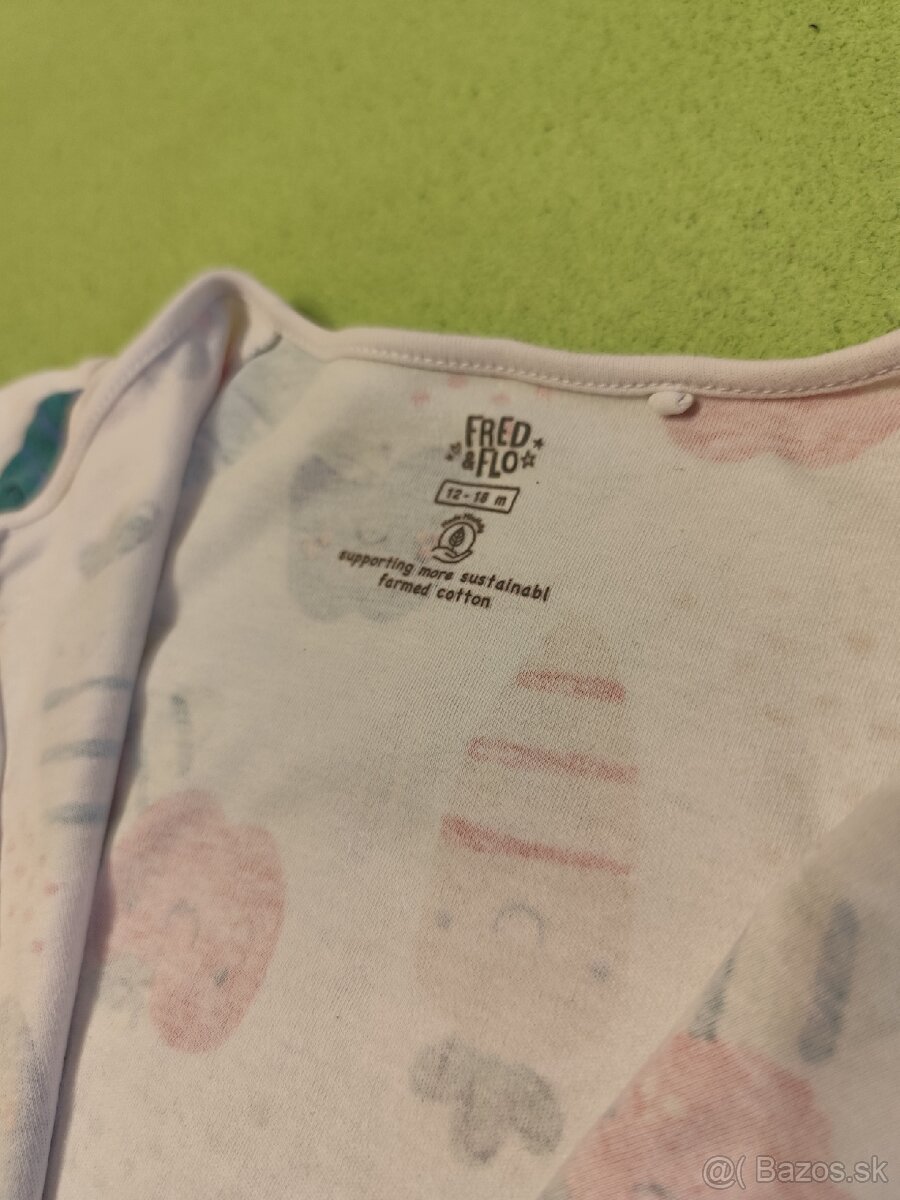 FRED
& FLO
12-18 m
supporting more sustainabl
farmed cotton
@( Bazos.sk